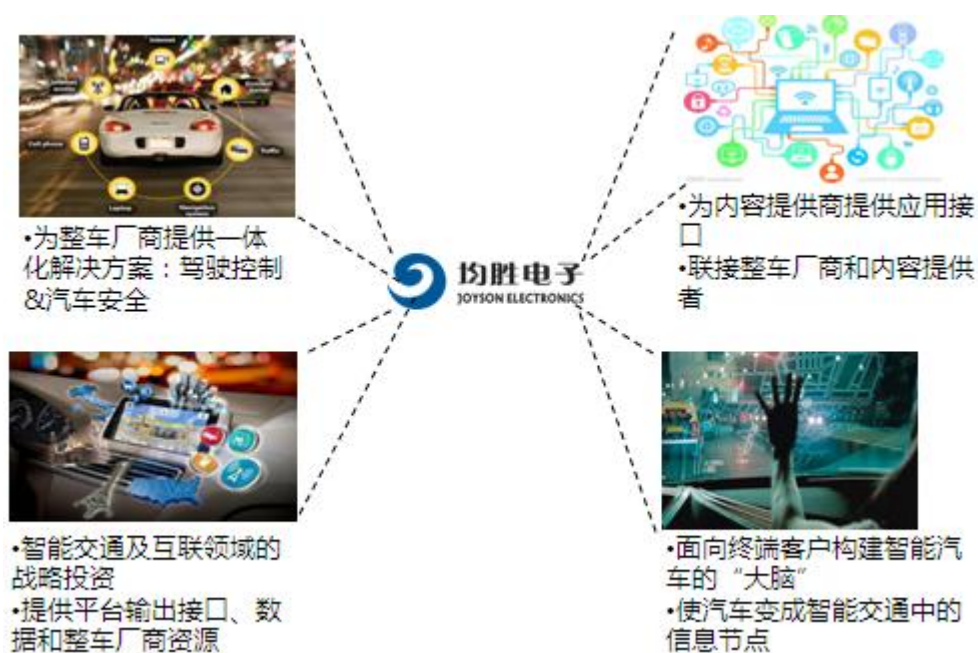 Internet
Cell phones
Traffic
Laptop
•为整车厂商提供一体
化解决方案：驾驶控制
&汽车安全
•为内容提供商提供应用接
口
•联接整车厂商和内容提供
者
均胜电子
JOYSON ELECTRONICS
•智能交通及互联领域的
战略投资
•提供平台输出接口、数
据和整车厂商资源
•面向终端客户构建智能汽
车的“大脑”
•使汽车变成智能交通中的
信息节点